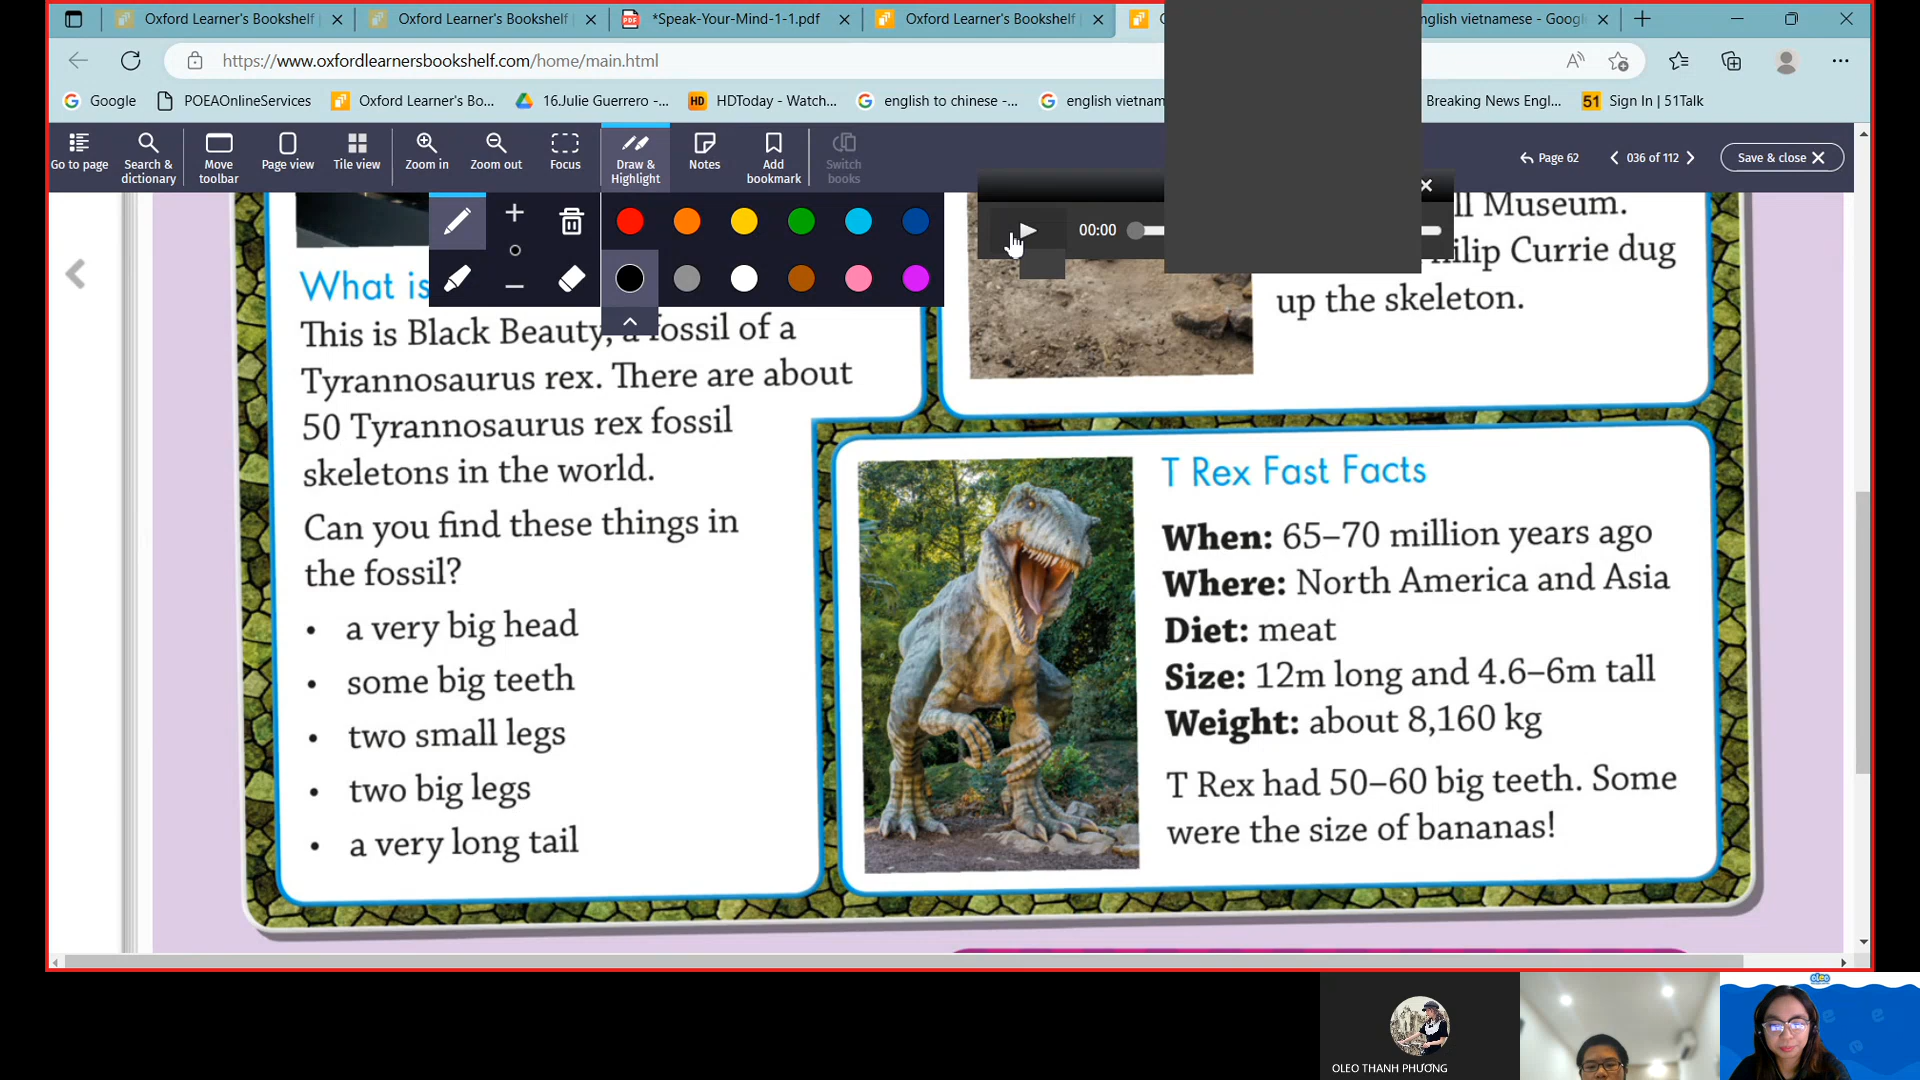 Oxford Learner's Bookshelf
Oxford Learner's Bookshelf
*Speak-Your-Mind-1-1.pdf
Oxford Learner's Bookshelf
nglish vietnamese - Goog
https://www.oxfordlearnersbookshelf.com/home/main.html
Google
POEAOnlineServices
Oxford Learner's Bo...
16.Julie Guerrero -...
HDToday - Watch...
english to chinese -...
english vietnam
Breaking News Engl...
Sign In | 51Talk
Go to page
Search & dictionary
Move toolbar
Page view
Tile view
Zoom in
Zoom out
Focus
Draw & Highlight
Notes
Add bookmark
Switch books
Page 62
036 of 112
Save & close
00:00
ll Museum.
ilip Currie dug
up the skeleton.
What is
This is Black Beauty, a fossil of a
Tyrannosaurus rex. There are about
50 Tyrannosaurus rex fossil
skeletons in the world.
Can you find these things in
the fossil?
• a very big head
• some big teeth
• two small legs
• two big legs
• a very long tail
T Rex Fast Facts
When: 65–70 million years ago
Where: North America and Asia
Diet: meat
Size: 12m long and 4.6–6m tall
Weight: about 8,160 kg
T Rex had 50–60 big teeth. Some
were the size of bananas!
OLEO THANH PHƯƠNG
oleo